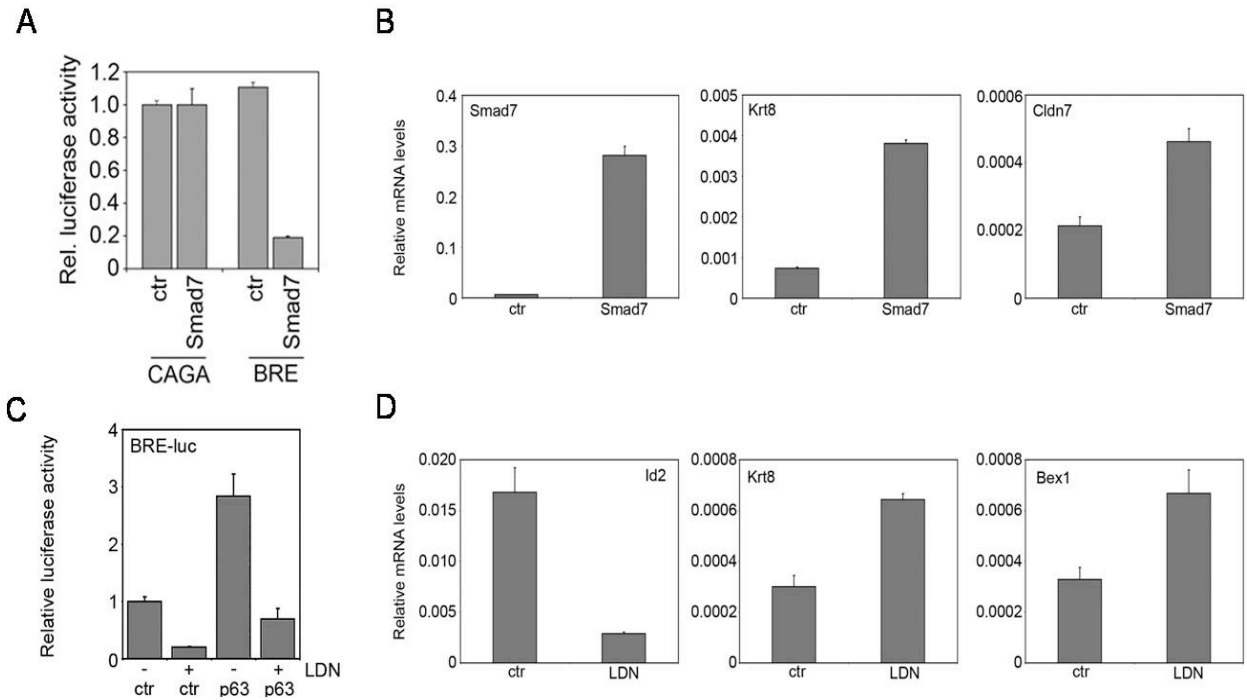 A
Rel. luciferase activity
1.2
1.0
0.8
0.6
0.4
0.2
0
ctr
Smad7
ctr
Smad7
CAGA
BRE
B
Relative mRNA levels
Smad7
0.4
0.3
0.2
0.1
0
ctr
Smad7
Krt8
0.005
0.004
0.003
0.002
0.001
0
ctr
Smad7
Cldn7
0.0006
0.0004
0.0002
0
ctr
Smad7
C
Relative luciferase activity
BRE-luc
4
3
2
1
0
- + - + LDN
ctr ctr p63 p63
D
Relative mRNA levels
Id2
0.020
0.015
0.010
0.005
0
ctr
LDN
Krt8
0.0008
0.0006
0.0004
0.0002
0
ctr
LDN
Bex1
0.0008
0.0006
0.0004
0.0002
0
ctr
LDN